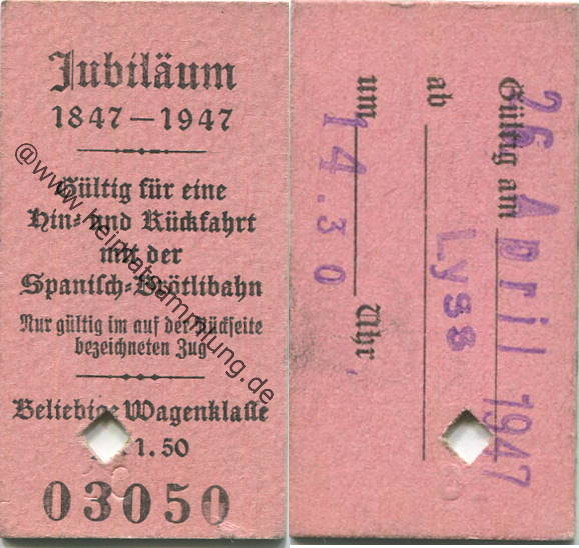 Jubiläum
1847 – 1947
Gültig für eine
Hin- und Rückfahrt
mit der
Spanisch-Brötlibahn
Nur gültig im auf der Rückseite
bezeichneten Zug
Beliebige Wagenklasse
1.50
03050
Gültig am 26 April 1947
ab Lyss
um 14.30 Uhr,
@www.heimatsammlung.de